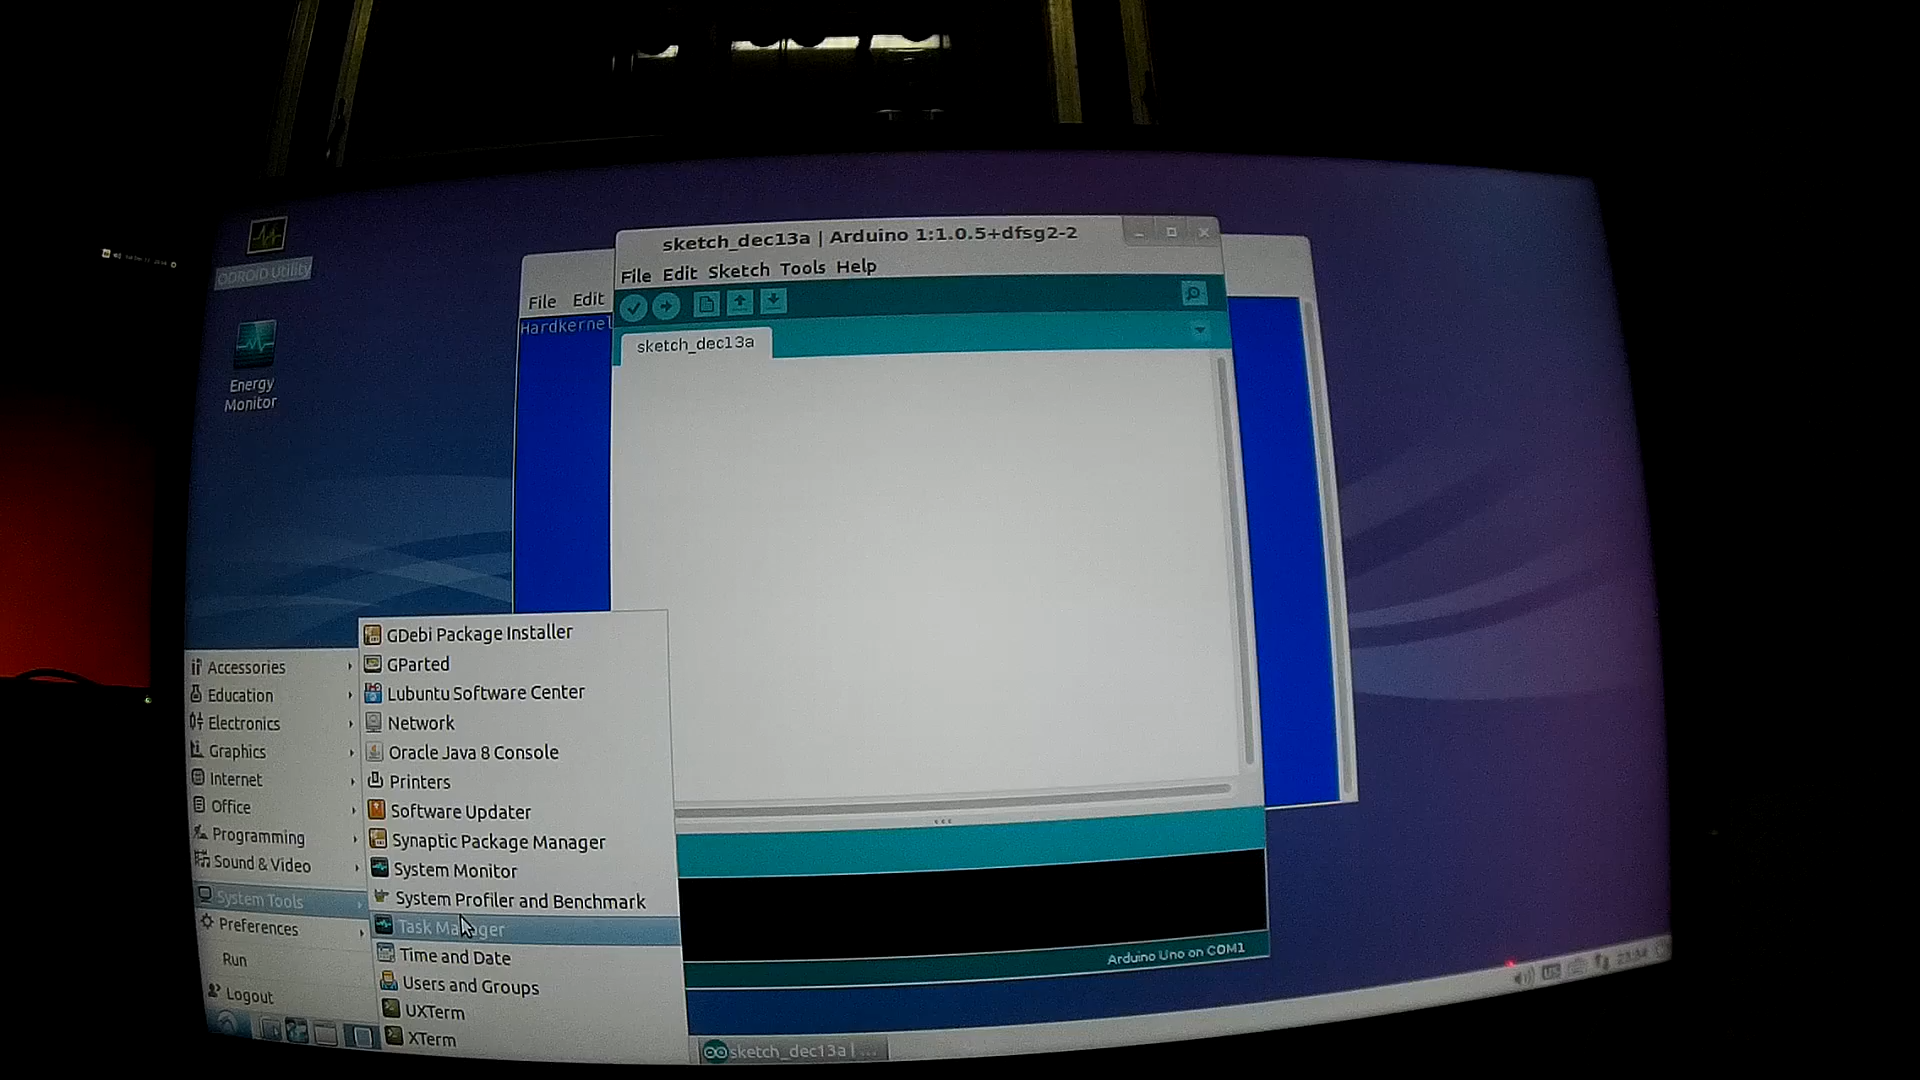 ODROID Utility
Energy
Monitor
sketch_dec13a | Arduino 1:1.0.5+dfsg2-2
File Edit Sketch Tools Help
File Edit
Hardkernel
sketch_dec13a
GDebi Package Installer
GParted
Lubuntu Software Center
Network
Oracle Java 8 Console
Printers
Software Updater
Synaptic Package Manager
System Monitor
System Profiler and Benchmark
Task Manager
Time and Date
Users and Groups
UXTerm
XTerm
Accessories
Education
Electronics
Graphics
Internet
Office
Programming
Sound & Video
System Tools
Preferences
Run
Logout
Arduino Uno on COM1
sketch_dec13a | ...